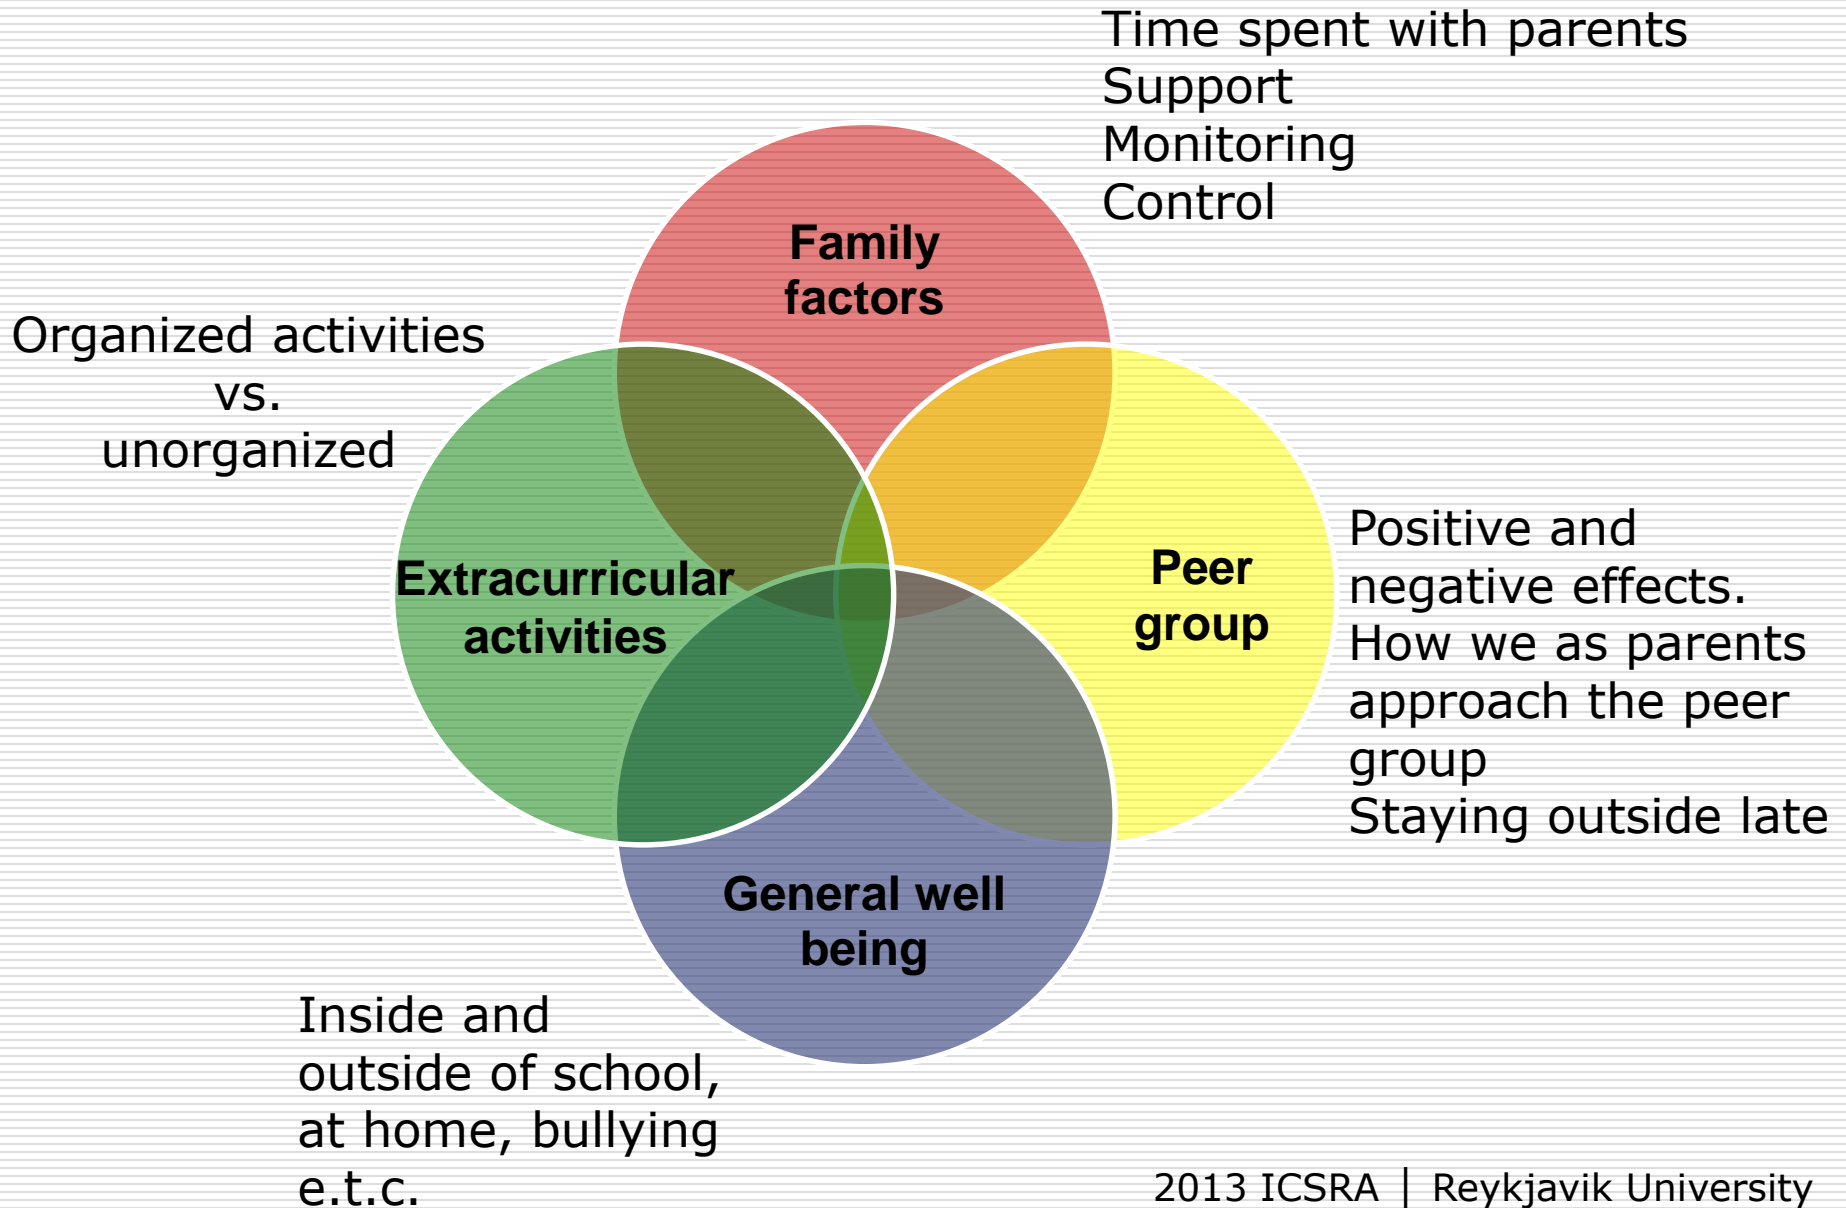 Time spent with parents
Support
Monitoring
Control
Family
factors
Organized activities
vs.
unorganized
Extracurricular
activities
Peer
group
Positive and
negative effects.
How we as parents
approach the peer
group
Staying outside late
General well
being
Inside and
outside of school,
at home, bullying
e.t.c.
2013 ICSRA | Reykjavik University